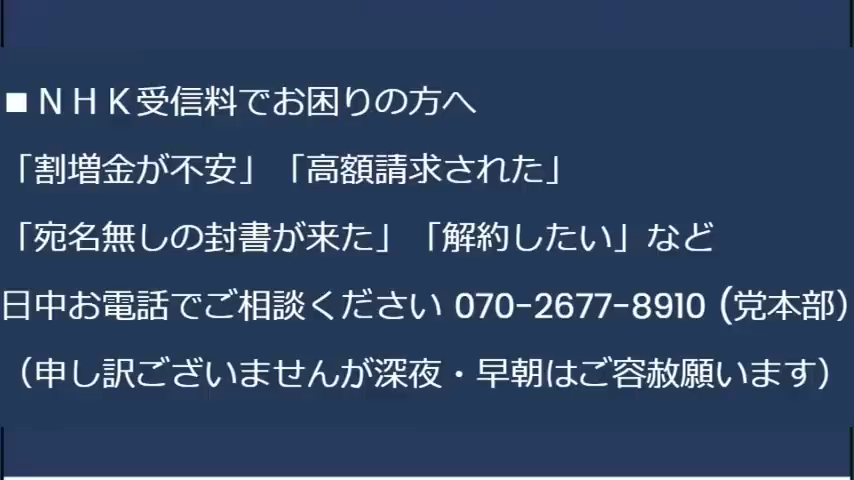 ■ＮＨＫ受信料でお困りの方へ
「割増金が不安」「高額請求された」
「宛名無しの封書が来た」「解約したい」など
日中お電話でご相談ください 070-2677-8910 (党本部)
（申し訳ございませんが深夜・早朝はご容赦願います）